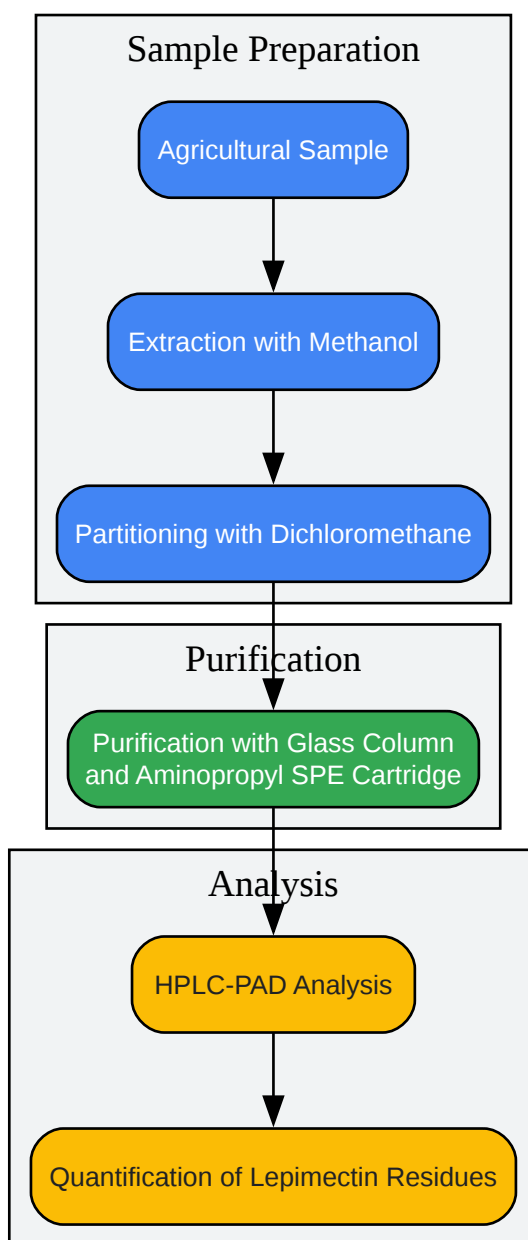 Sample Preparation
Agricultural Sample
Extraction with Methanol
Partitioning with Dichloromethane
Purification
Purification with Glass Column
and Aminopropyl SPE Cartridge
Analysis
HPLC-PAD Analysis
Quantification of Lepimectin Residues